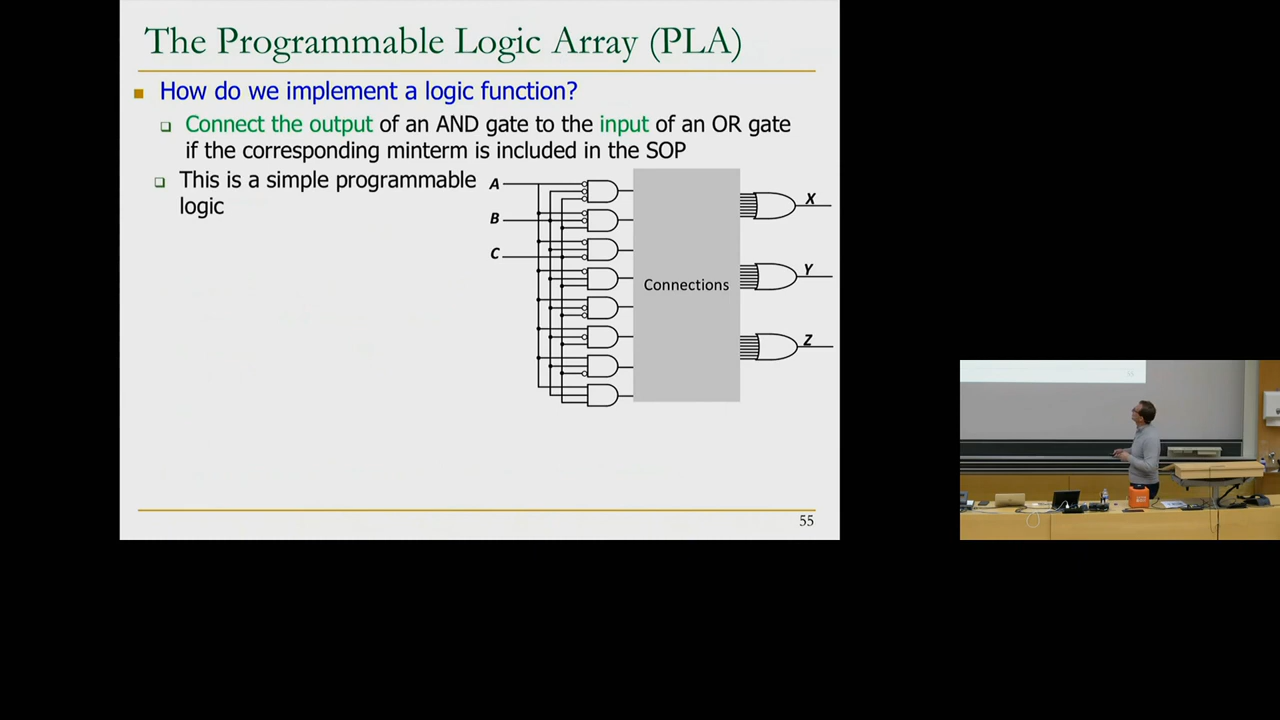 The Programmable Logic Array (PLA)
How do we implement a logic function?
Connect the output of an AND gate to the input of an OR gate
if the corresponding minterm is included in the SOP
This is a simple programmable
logic
A
B
C
Connections
X
Y
Z
55